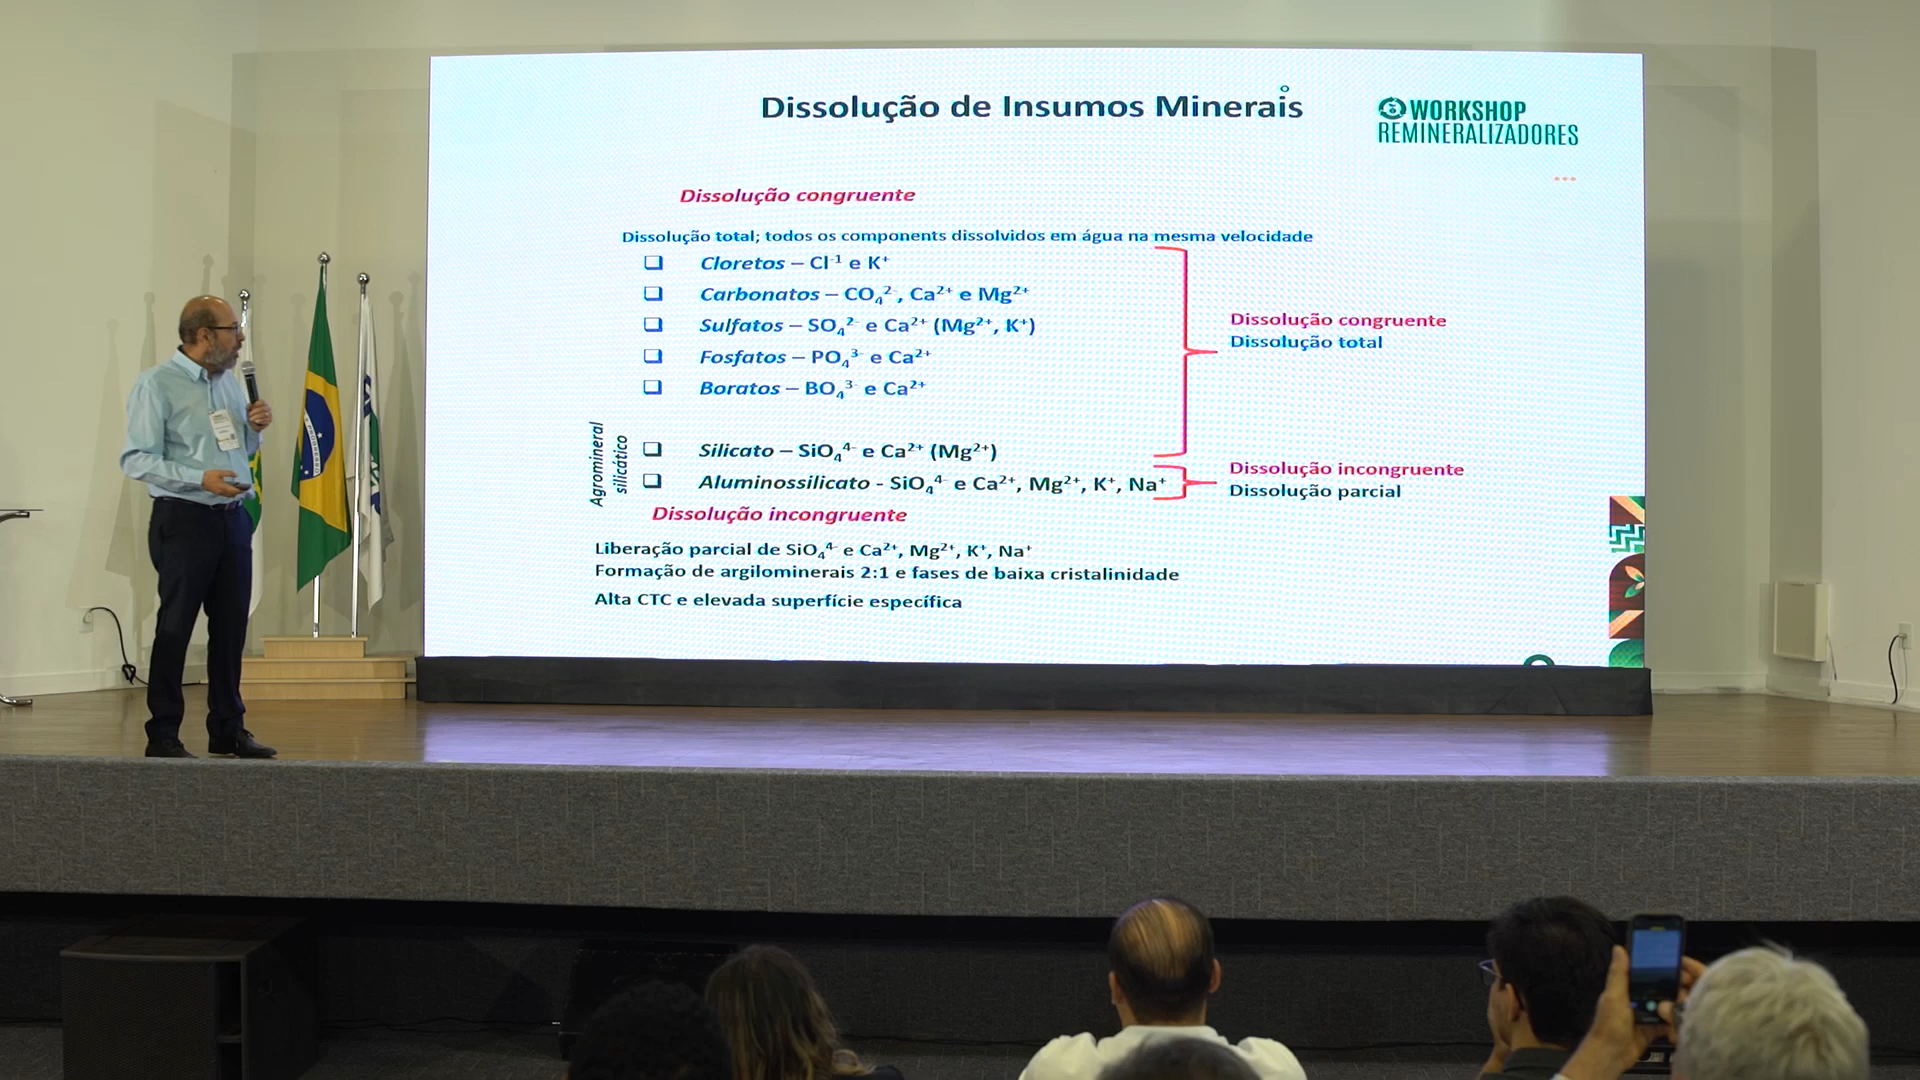 Dissolução de Insumos Minerais
WORKSHOP
REMINERALIZADORES
Dissolução congruente
Dissolução total; todos os components dissolvidos em água na mesma velocidade
❑ Cloretos – Cl⁻¹ e K⁺
❑ Carbonatos – CO₄²⁻, Ca²⁺ e Mg²⁺
❑ Sulfatos – SO₄²⁻ e Ca²⁺ (Mg²⁺, K⁺)
❑ Fosfatos – PO₄³⁻ e Ca²⁺
❑ Boratos – BO₄³⁻ e Ca²⁺
Dissolução congruente
Dissolução total
Agromineral
silicático
❑ Silicato – SiO₄⁴⁻ e Ca²⁺ (Mg²⁺)
❑ Aluminossilicato - SiO₄⁴⁻ e Ca²⁺, Mg²⁺, K⁺, Na⁺
Dissolução incongruente
Dissolução parcial
Dissolução incongruente
Liberação parcial de SiO₄⁴⁻ e Ca²⁺, Mg²⁺, K⁺, Na⁺
Formação de argilominerais 2:1 e fases de baixa cristalinidade
Alta CTC e elevada superfície específica